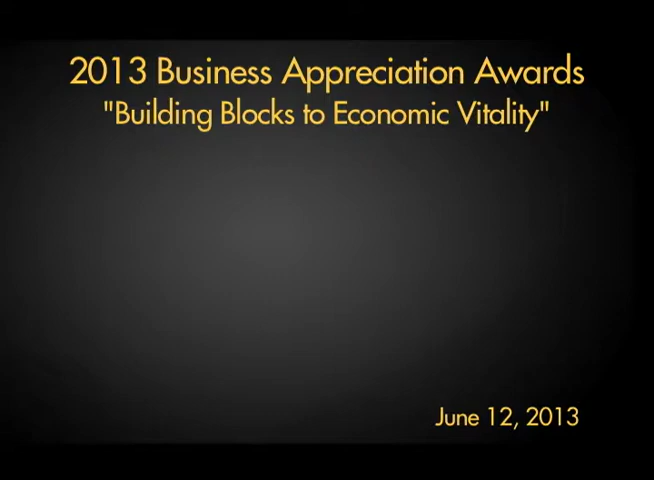 2013 Business Appreciation Awards
"Building Blocks to Economic Vitality"
June 12, 2013